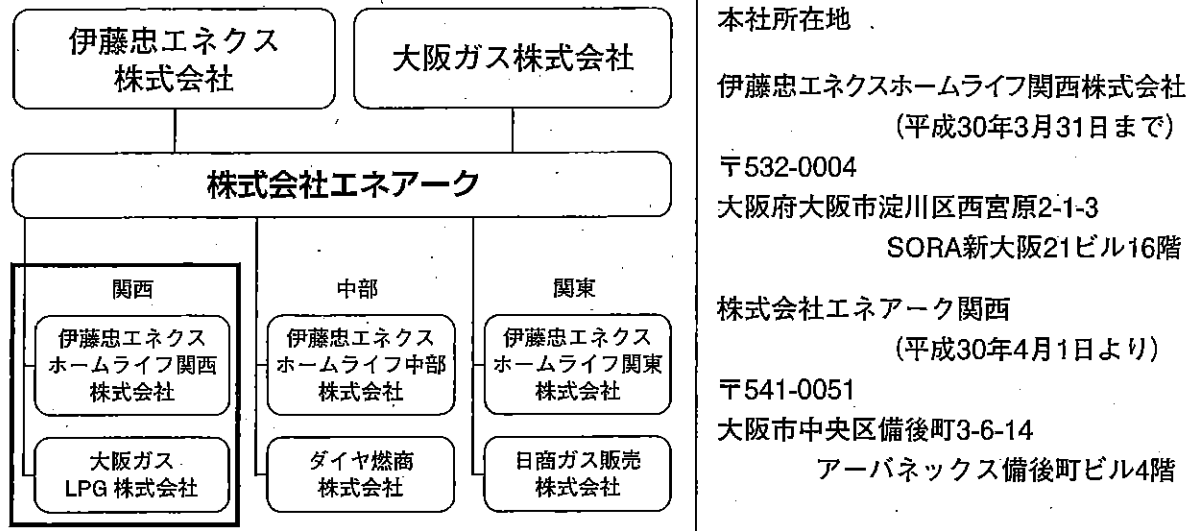 伊藤忠エネクス
株式会社
大阪ガス株式会社
株式会社エネアーク
関西
伊藤忠エネクス
ホームライフ関西
株式会社
大阪ガス
LPG 株式会社
中部
伊藤忠エネクス
ホームライフ中部
株式会社
ダイヤ燃商
株式会社
関東
伊藤忠エネクス
ホームライフ関東
株式会社
日商ガス販売
株式会社
本社所在地
伊藤忠エネクスホームライフ関西株式会社
(平成30年3月31日まで)
〒532-0004
大阪府大阪市淀川区西宮原2-1-3
SORA新大阪21ビル16階
株式会社エネアーク関西
(平成30年4月1日より)
〒541-0051
大阪市中央区備後町3-6-14
アーバネックス備後町ビル4階